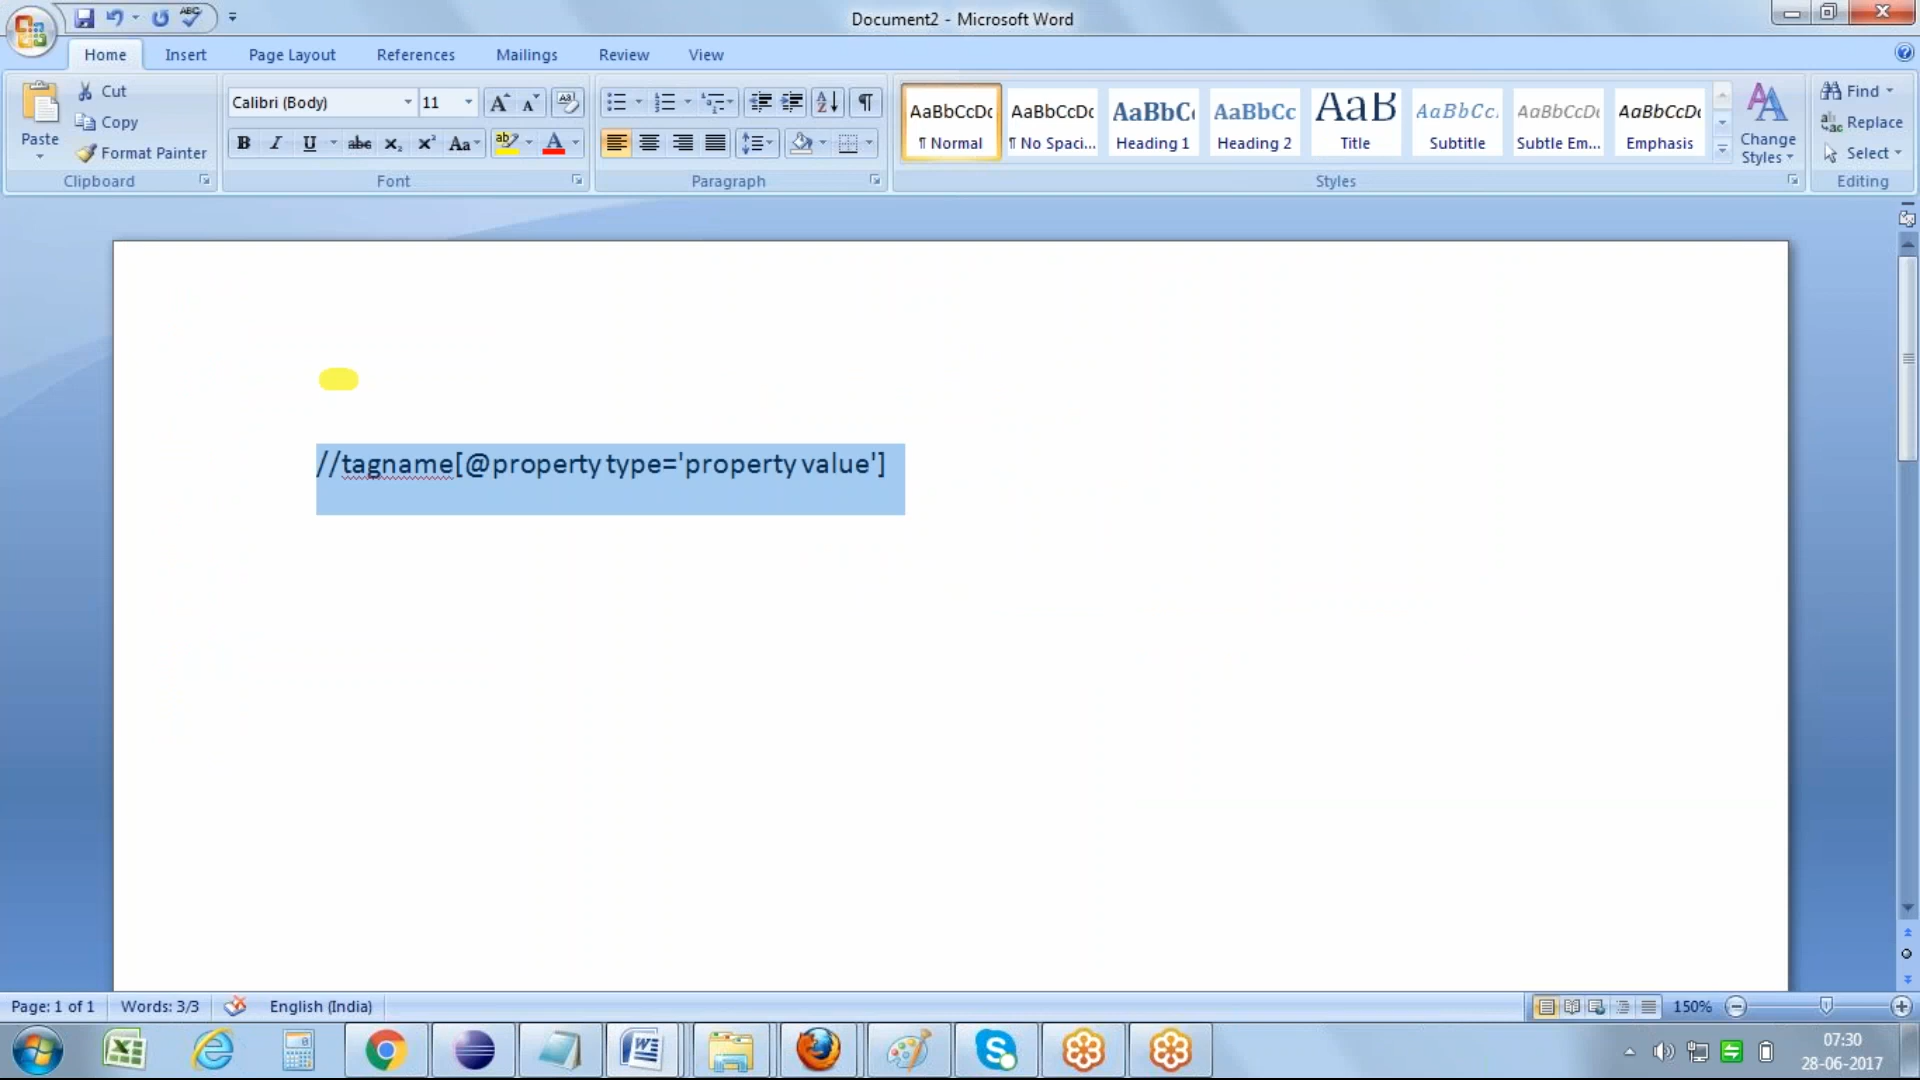 Document2 - Microsoft Word
Home Insert Page Layout References Mailings Review View
Paste
Cut
Copy
Format Painter
Clipboard
Calibri (Body) 11
Font
Paragraph
AaBbCcDc AaBbCcDc AaBbC AaBbCc AaB AaBbCc. AaBbCcDc AaBbCcDc
¶ Normal ¶ No Spaci... Heading 1 Heading 2 Title Subtitle Subtle Em... Emphasis
Change
Styles
Styles
Find
Replace
Select
Editing
//tagname[@property type='property value']
Page: 1 of 1 Words: 3/3 English (India) 150%
07:30
28-06-2017